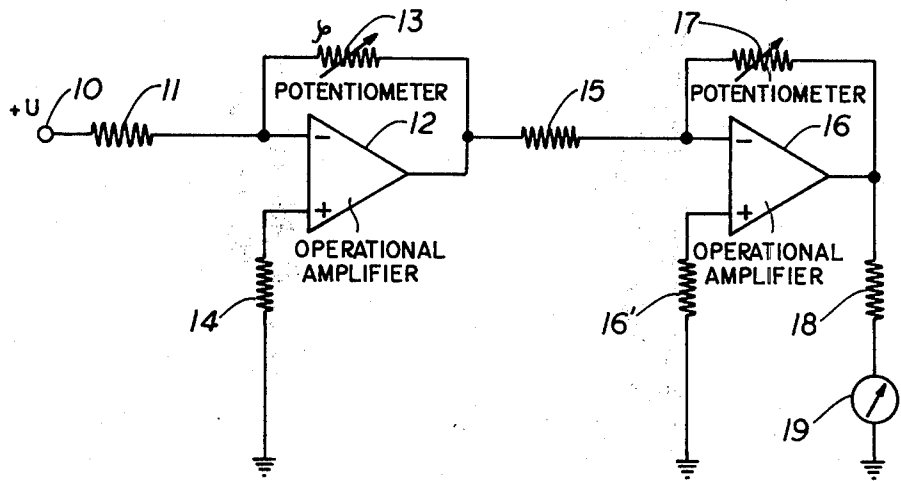 +U
10
11
𝜑
13
POTENTIOMETER
12
−
+
OPERATIONAL
AMPLIFIER
14
15
17
POTENTIOMETER
16
−
+
OPERATIONAL
AMPLIFIER
16'
18
19